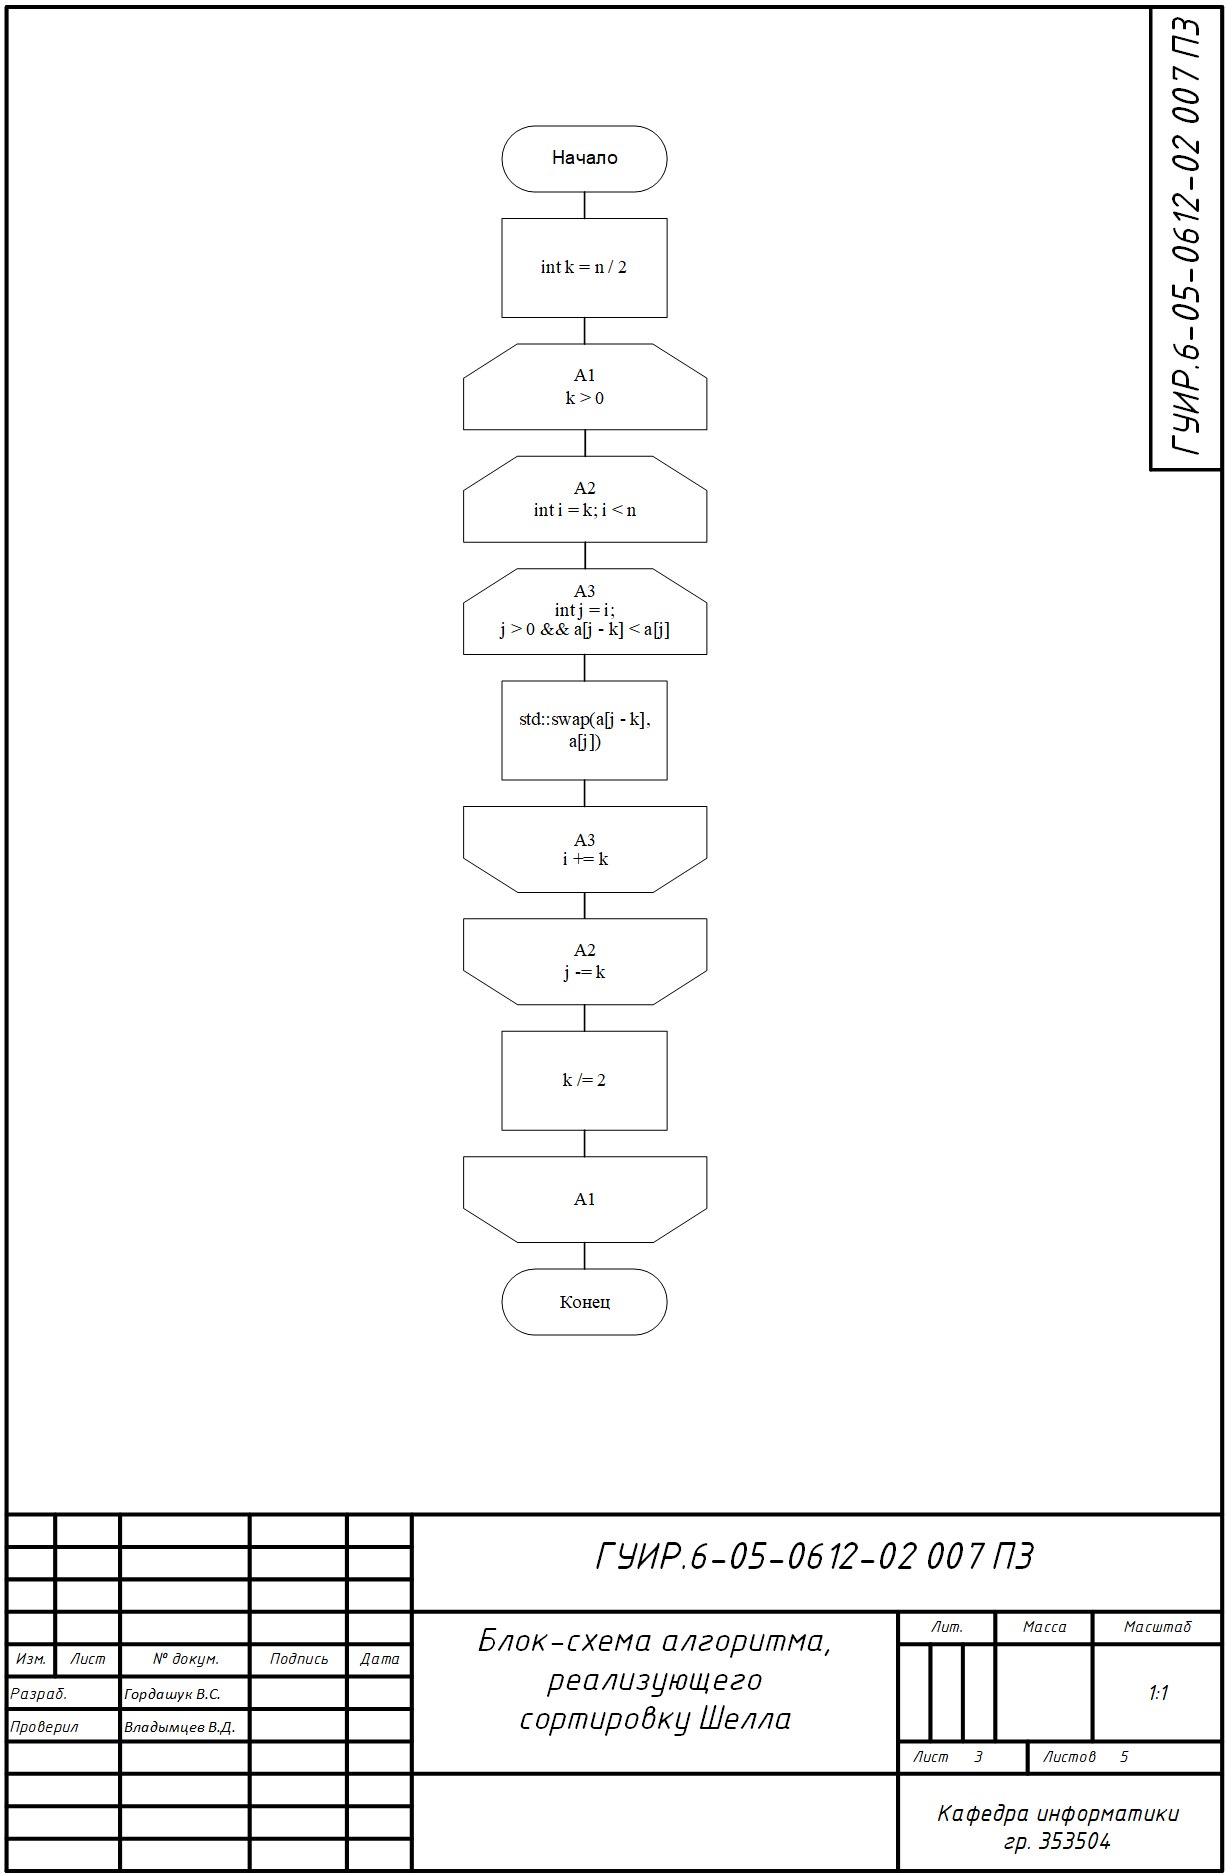 ГУИР.6-05-0612-02 007 ПЗ
Начало
int k = n / 2
A1
k > 0
A2
int i = k; i < n
A3
int j = i;
j > 0 && a[j - k] < a[j]
std::swap(a[j - k],
a[j])
A3
i += k
A2
j -= k
k /= 2
A1
Конец
ГУИР.6-05-0612-02 007 ПЗ
Блок-схема алгоритма,
реализующего
сортировку Шелла
Лит. Масса Масштаб
Изм. Лист № докум. Подпись Дата
Разраб. Гордашук В.С.
1:1
Проверил Владымцев В.Д.
Лист 3 Листов 5
Кафедра информатики
гр. 353504